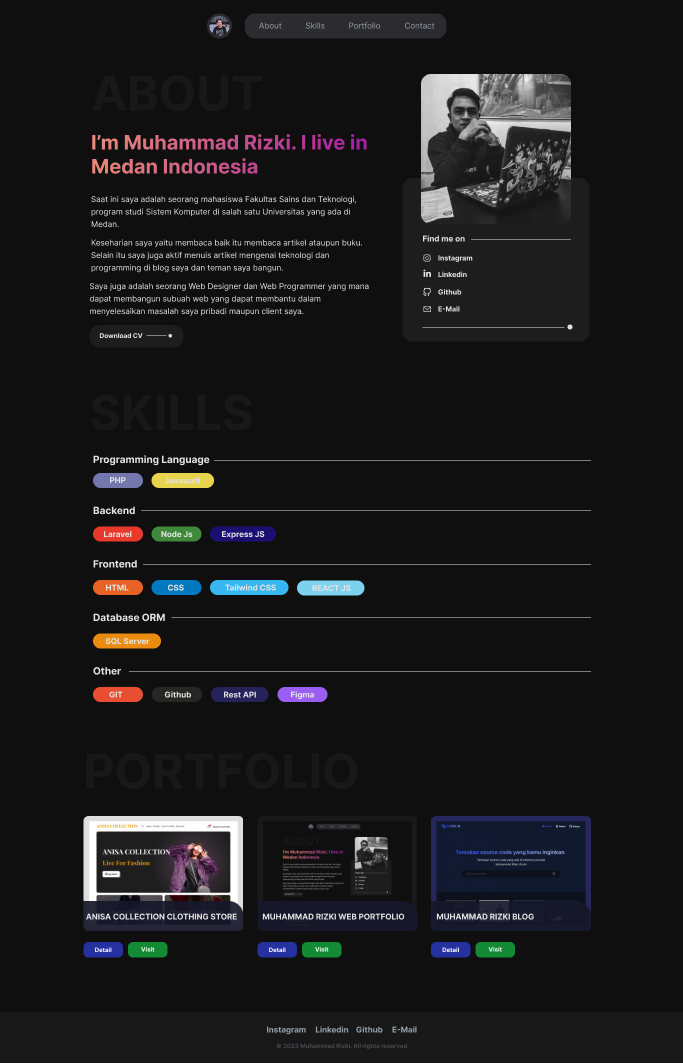 About Skills Portfolio Contact
ABOUT
I'm Muhammad Rizki. I live in
Medan Indonesia
Saat ini saya adalah seorang mahasiswa Fakultas Sains dan Teknologi,
program studi Sistem Komputer di salah satu Universitas yang ada di
Medan.
Keseharian saya yaitu membaca baik itu membaca artikel ataupun buku.
Selain itu saya juga aktif menuis artikel mengenai teknologi dan
programming di blog saya dan teman saya bangun.
Saya juga adalah seorang Web Designer dan Web Programmer yang mana
dapat membangun subuah web yang dapat membantu dalam
menyelesaikan masalah saya pribadi maupun client saya.
Download CV
Find me on
Instagram
Linkedin
Github
E-Mail
SKILLS
Programming Language
PHP
Backend
Laravel Node Js Express JS
Frontend
HTML CSS Tailwind CSS REACT JS
Database ORM
SQL Server
Other
GIT Github Rest API Figma
PORTFOLIO
ANISA COLLECTION
ANISA COLLECTION
Live For Fashion
ANISA COLLECTION CLOTHING STORE
Detail Visit
ABOUT
I'm Muhammad Rizki. I live in
Medan Indonesia
MUHAMMAD RIZKI WEB PORTFOLIO
Detail Visit
Temukan source code yang kamu inginkan
MUHAMMAD RIZKI BLOG
Detail Visit
Instagram Linkedin Github E-Mail
© 2023 Muhammad Rizki. All rights reserved